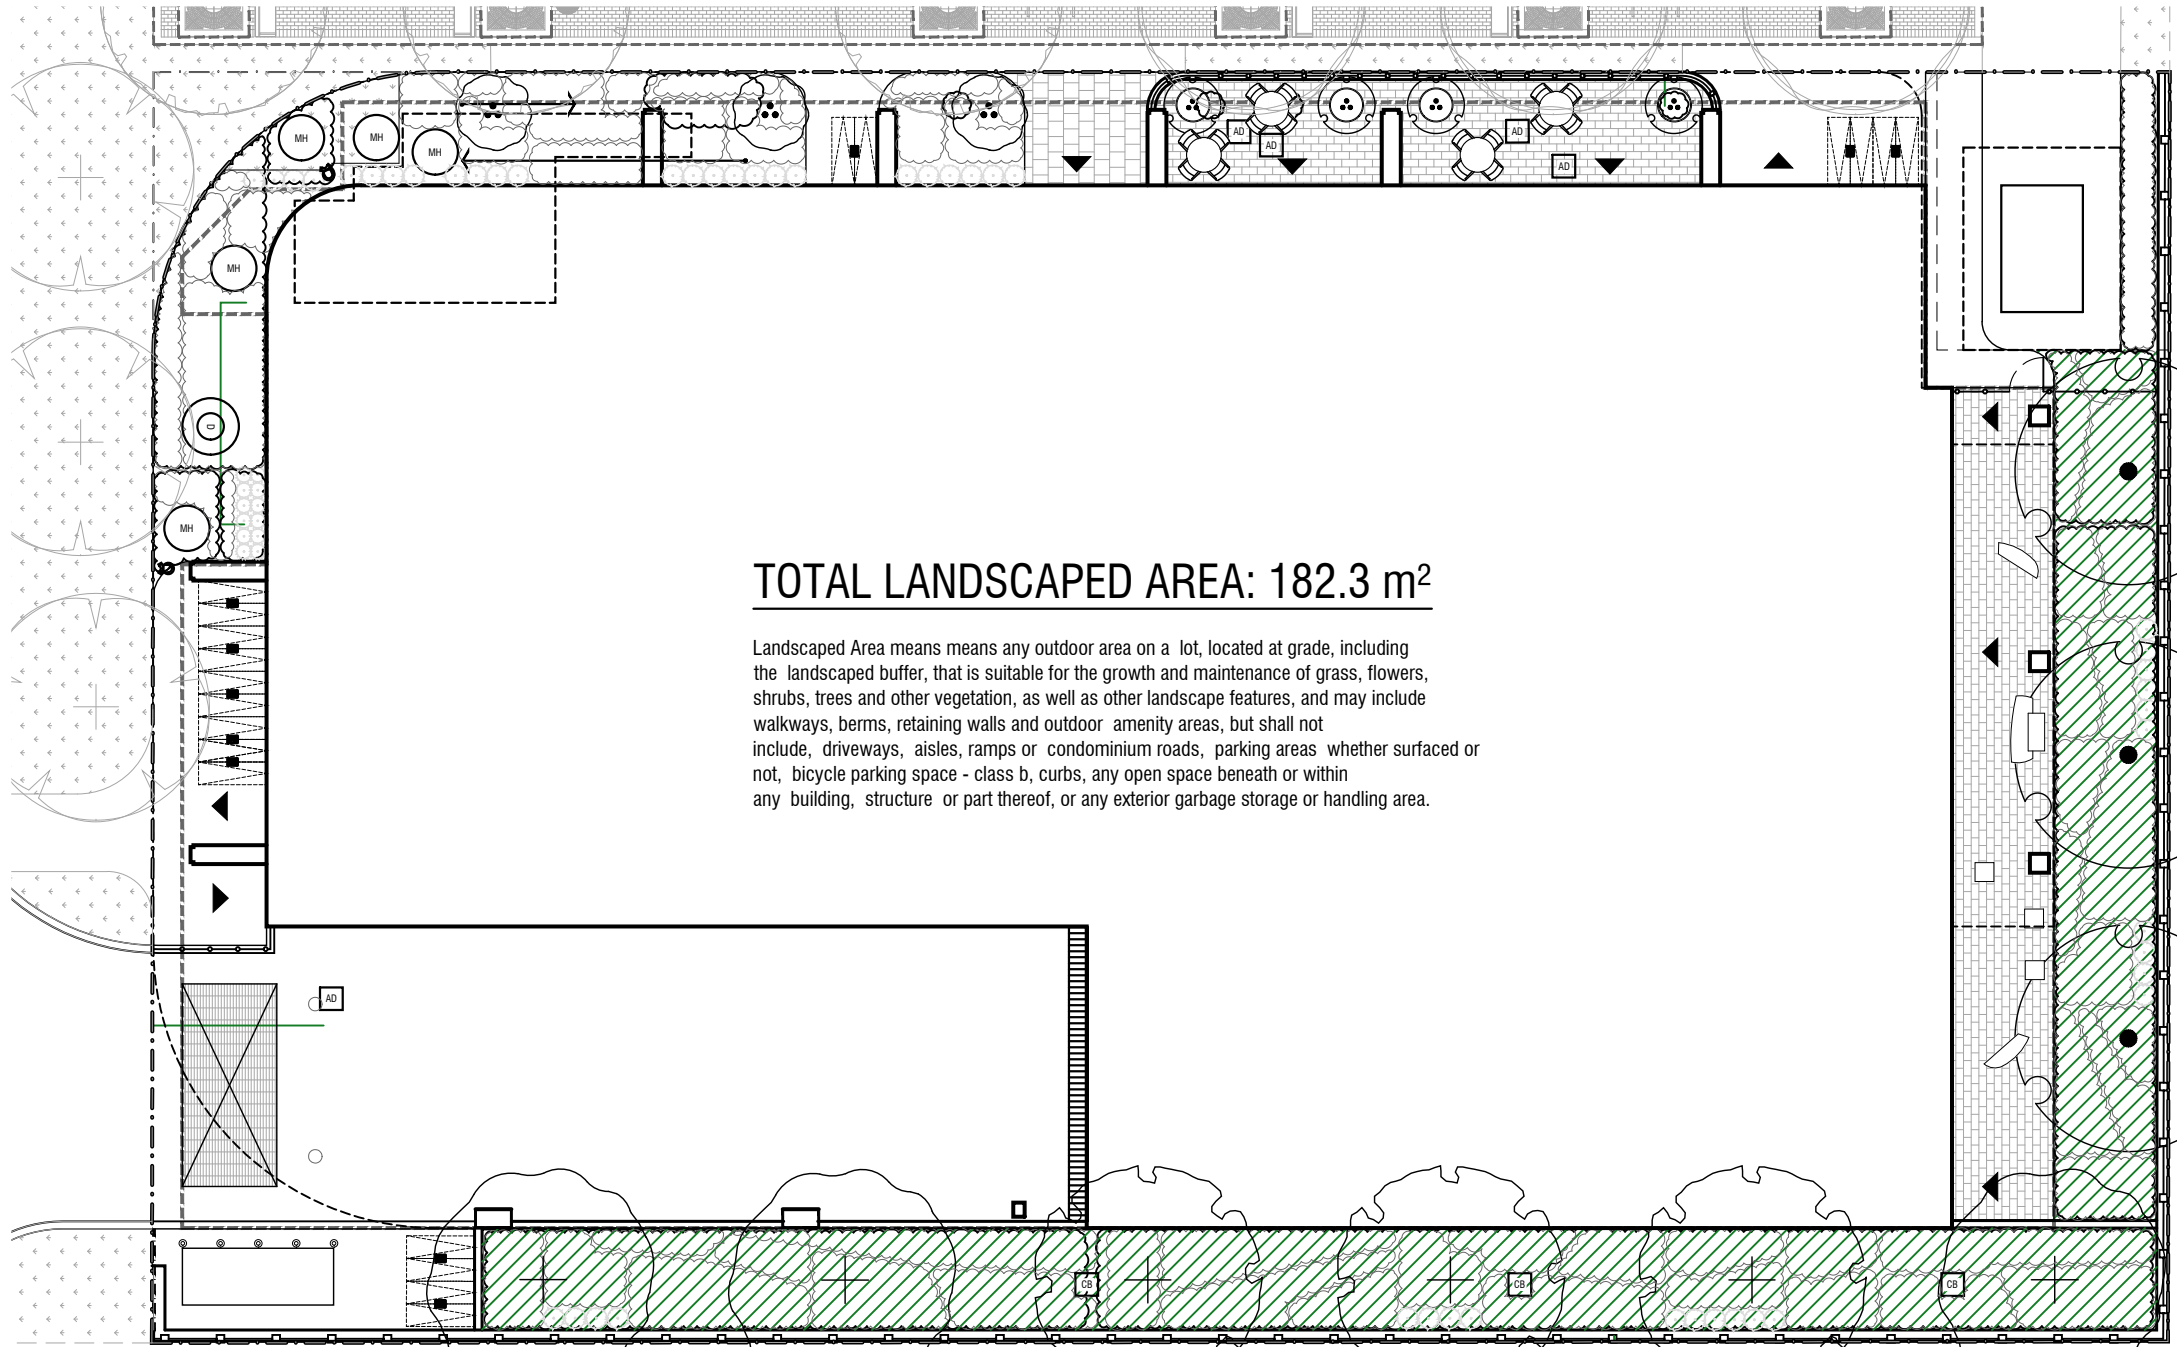 MH
MH
MH
AD
AD
AD
AD
MH
D
MH
TOTAL LANDSCAPED AREA: 182.3 m²
Landscaped Area means means any outdoor area on a lot, located at grade, including
the landscaped buffer, that is suitable for the growth and maintenance of grass, flowers,
shrubs, trees and other vegetation, as well as other landscape features, and may include
walkways, berms, retaining walls and outdoor amenity areas, but shall not
include, driveways, aisles, ramps or condominium roads, parking areas whether surfaced or
not, bicycle parking space - class b, curbs, any open space beneath or within
any building, structure or part thereof, or any exterior garbage storage or handling area.
AD
CB
CB
CB